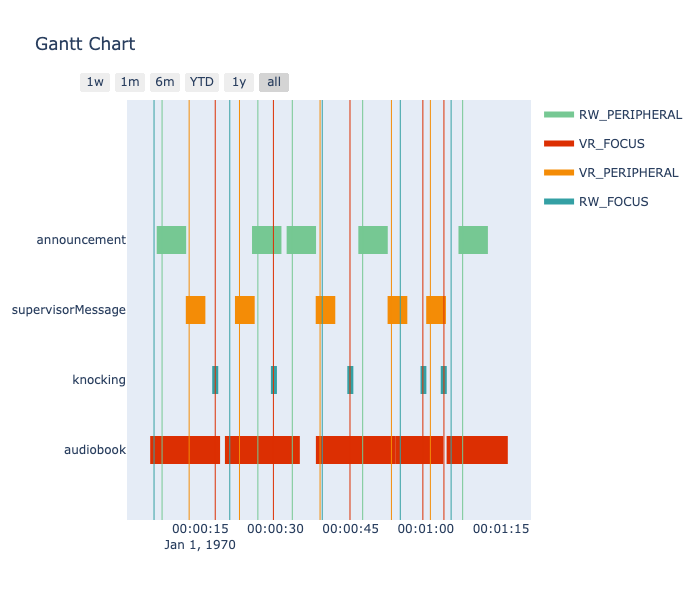 Gantt Chart
1w 1m 6m YTD 1y all
RW_PERIPHERAL
VR_FOCUS
VR_PERIPHERAL
RW_FOCUS
announcement
supervisorMessage
knocking
audiobook
00:00:15 00:00:30 00:00:45 00:01:00 00:01:15
Jan 1, 1970